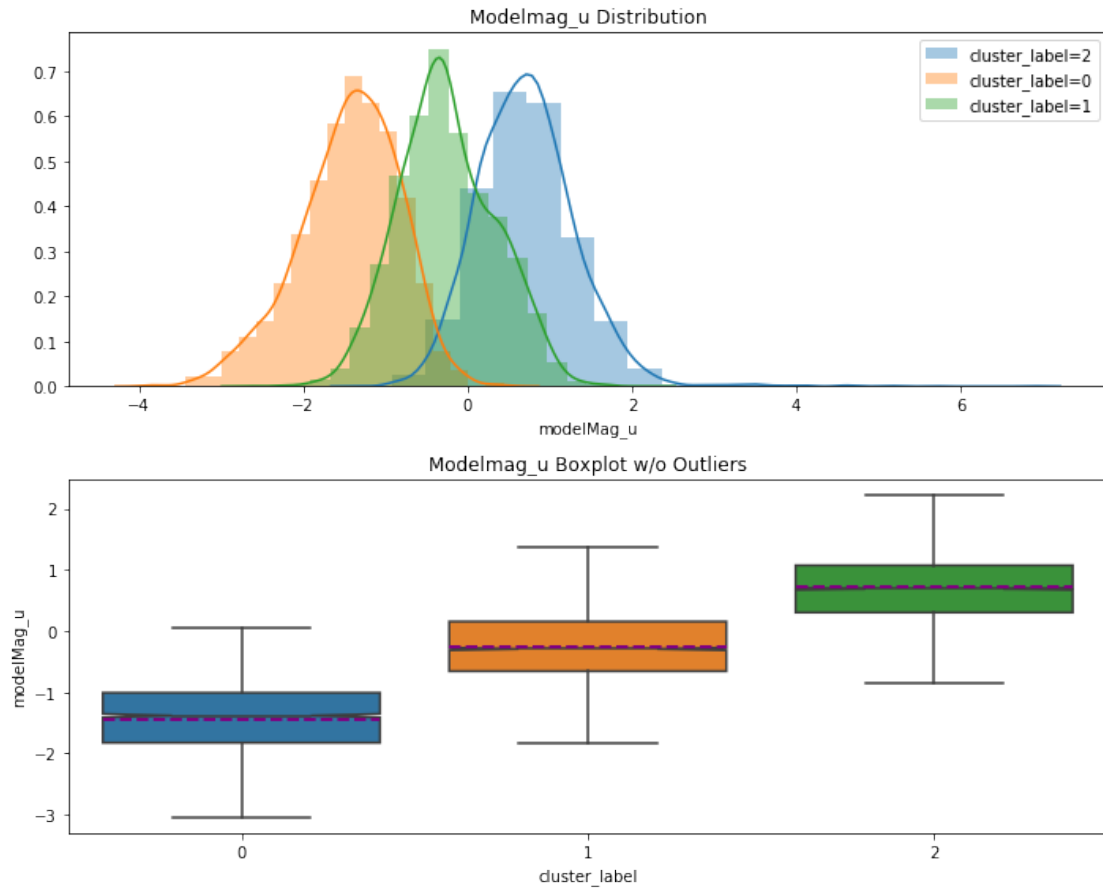 Modelmag_u Distribution
cluster_label=2
cluster_label=0
cluster_label=1
0.7
0.6
0.5
0.4
0.3
0.2
0.1
0.0
−4
−2
0
2
4
6
modelMag_u
Modelmag_u Boxplot w/o Outliers
2
1
0
−1
−2
−3
modelMag_u
0
1
2
cluster_label